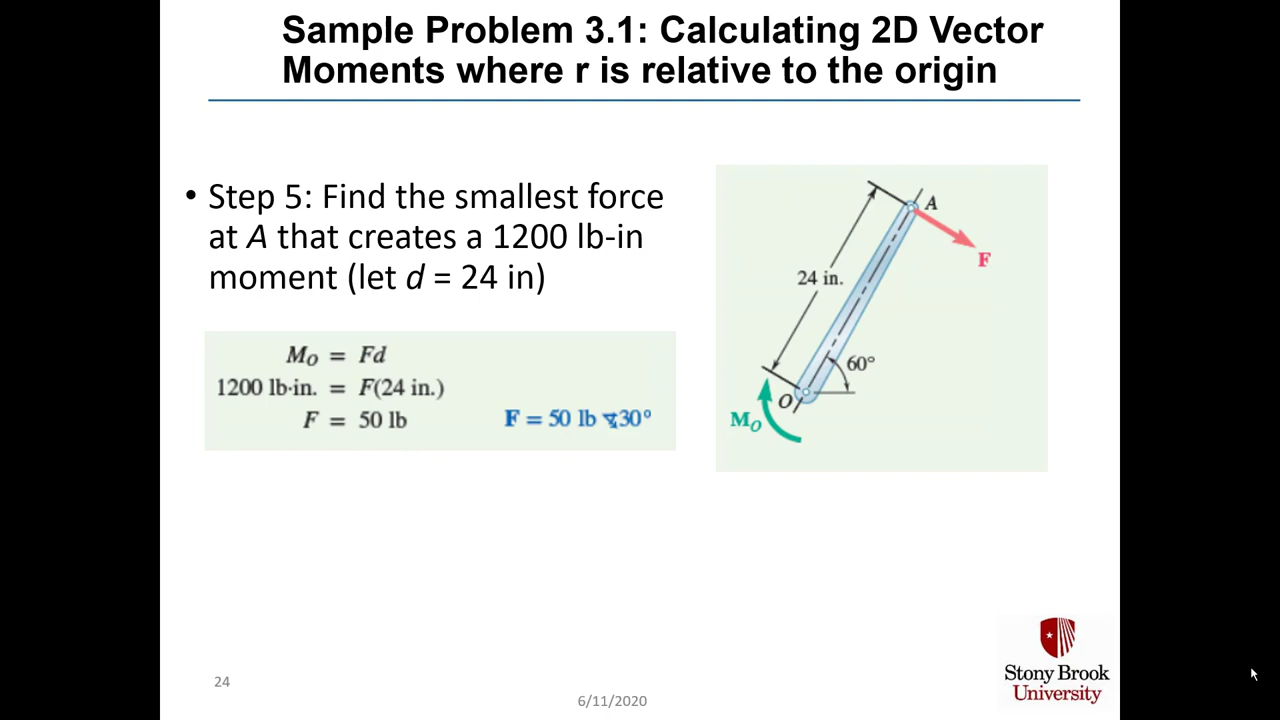 Sample Problem 3.1: Calculating 2D Vector
Moments where r is relative to the origin
• Step 5: Find the smallest force
at A that creates a 1200 lb-in
moment (let d = 24 in)
M_O = Fd
1200 lb·in. = F(24 in.)
F = 50 lb
F = 50 lb ⦪30°
A
F
24 in.
60°
O
M_O
Stony Brook
University
24
6/11/2020